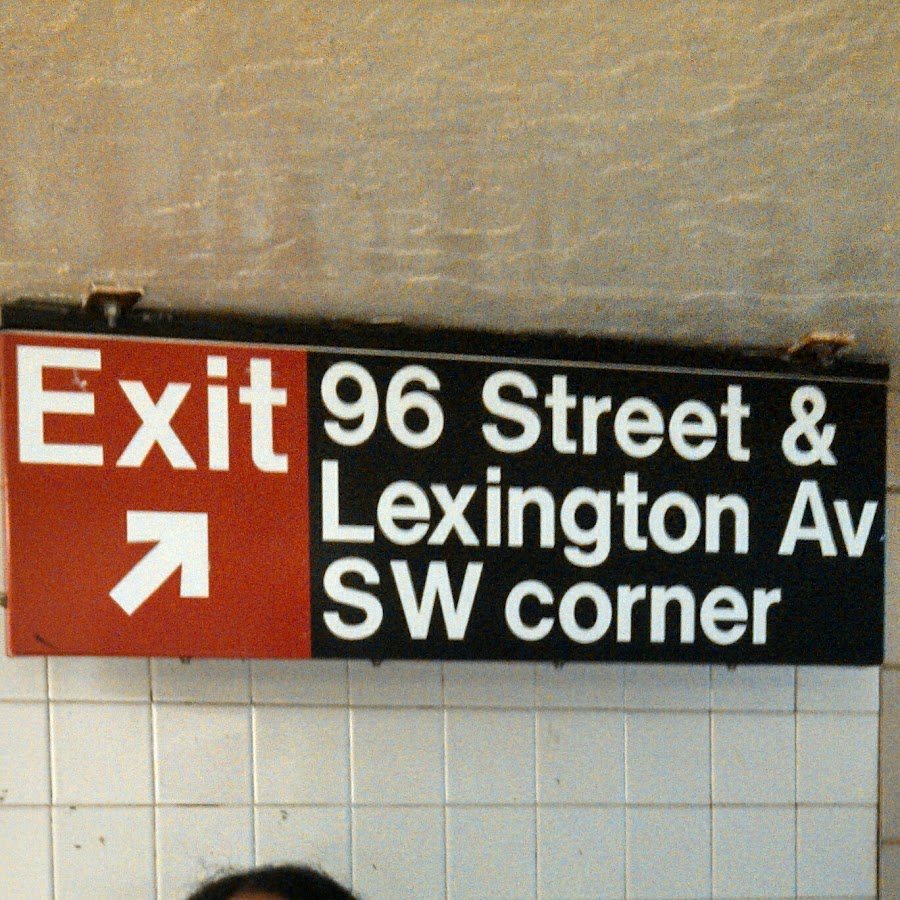 Exit
96 Street &
Lexington Av
SW corner